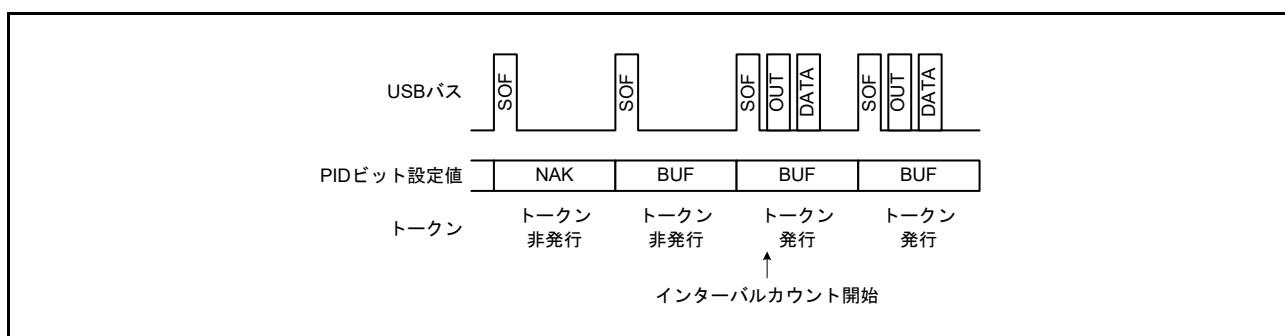 USBバス
SOF
SOF
SOF
OUT
DATA
SOF
OUT
DATA
PIDビット設定値
NAK
BUF
BUF
BUF
トークン
トークン
非発行
トークン
非発行
トークン
発行
トークン
発行
インターバルカウント開始